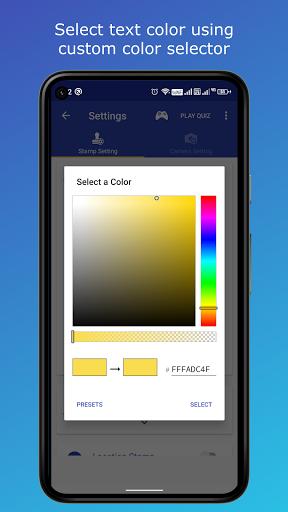 Select text color using
custom color selector
2
Settings
PLAY QUIZ
Stamp Setting
Camera Setting
Select a Color
# FFFADC4F
PRESETS
SELECT
Location Stamp